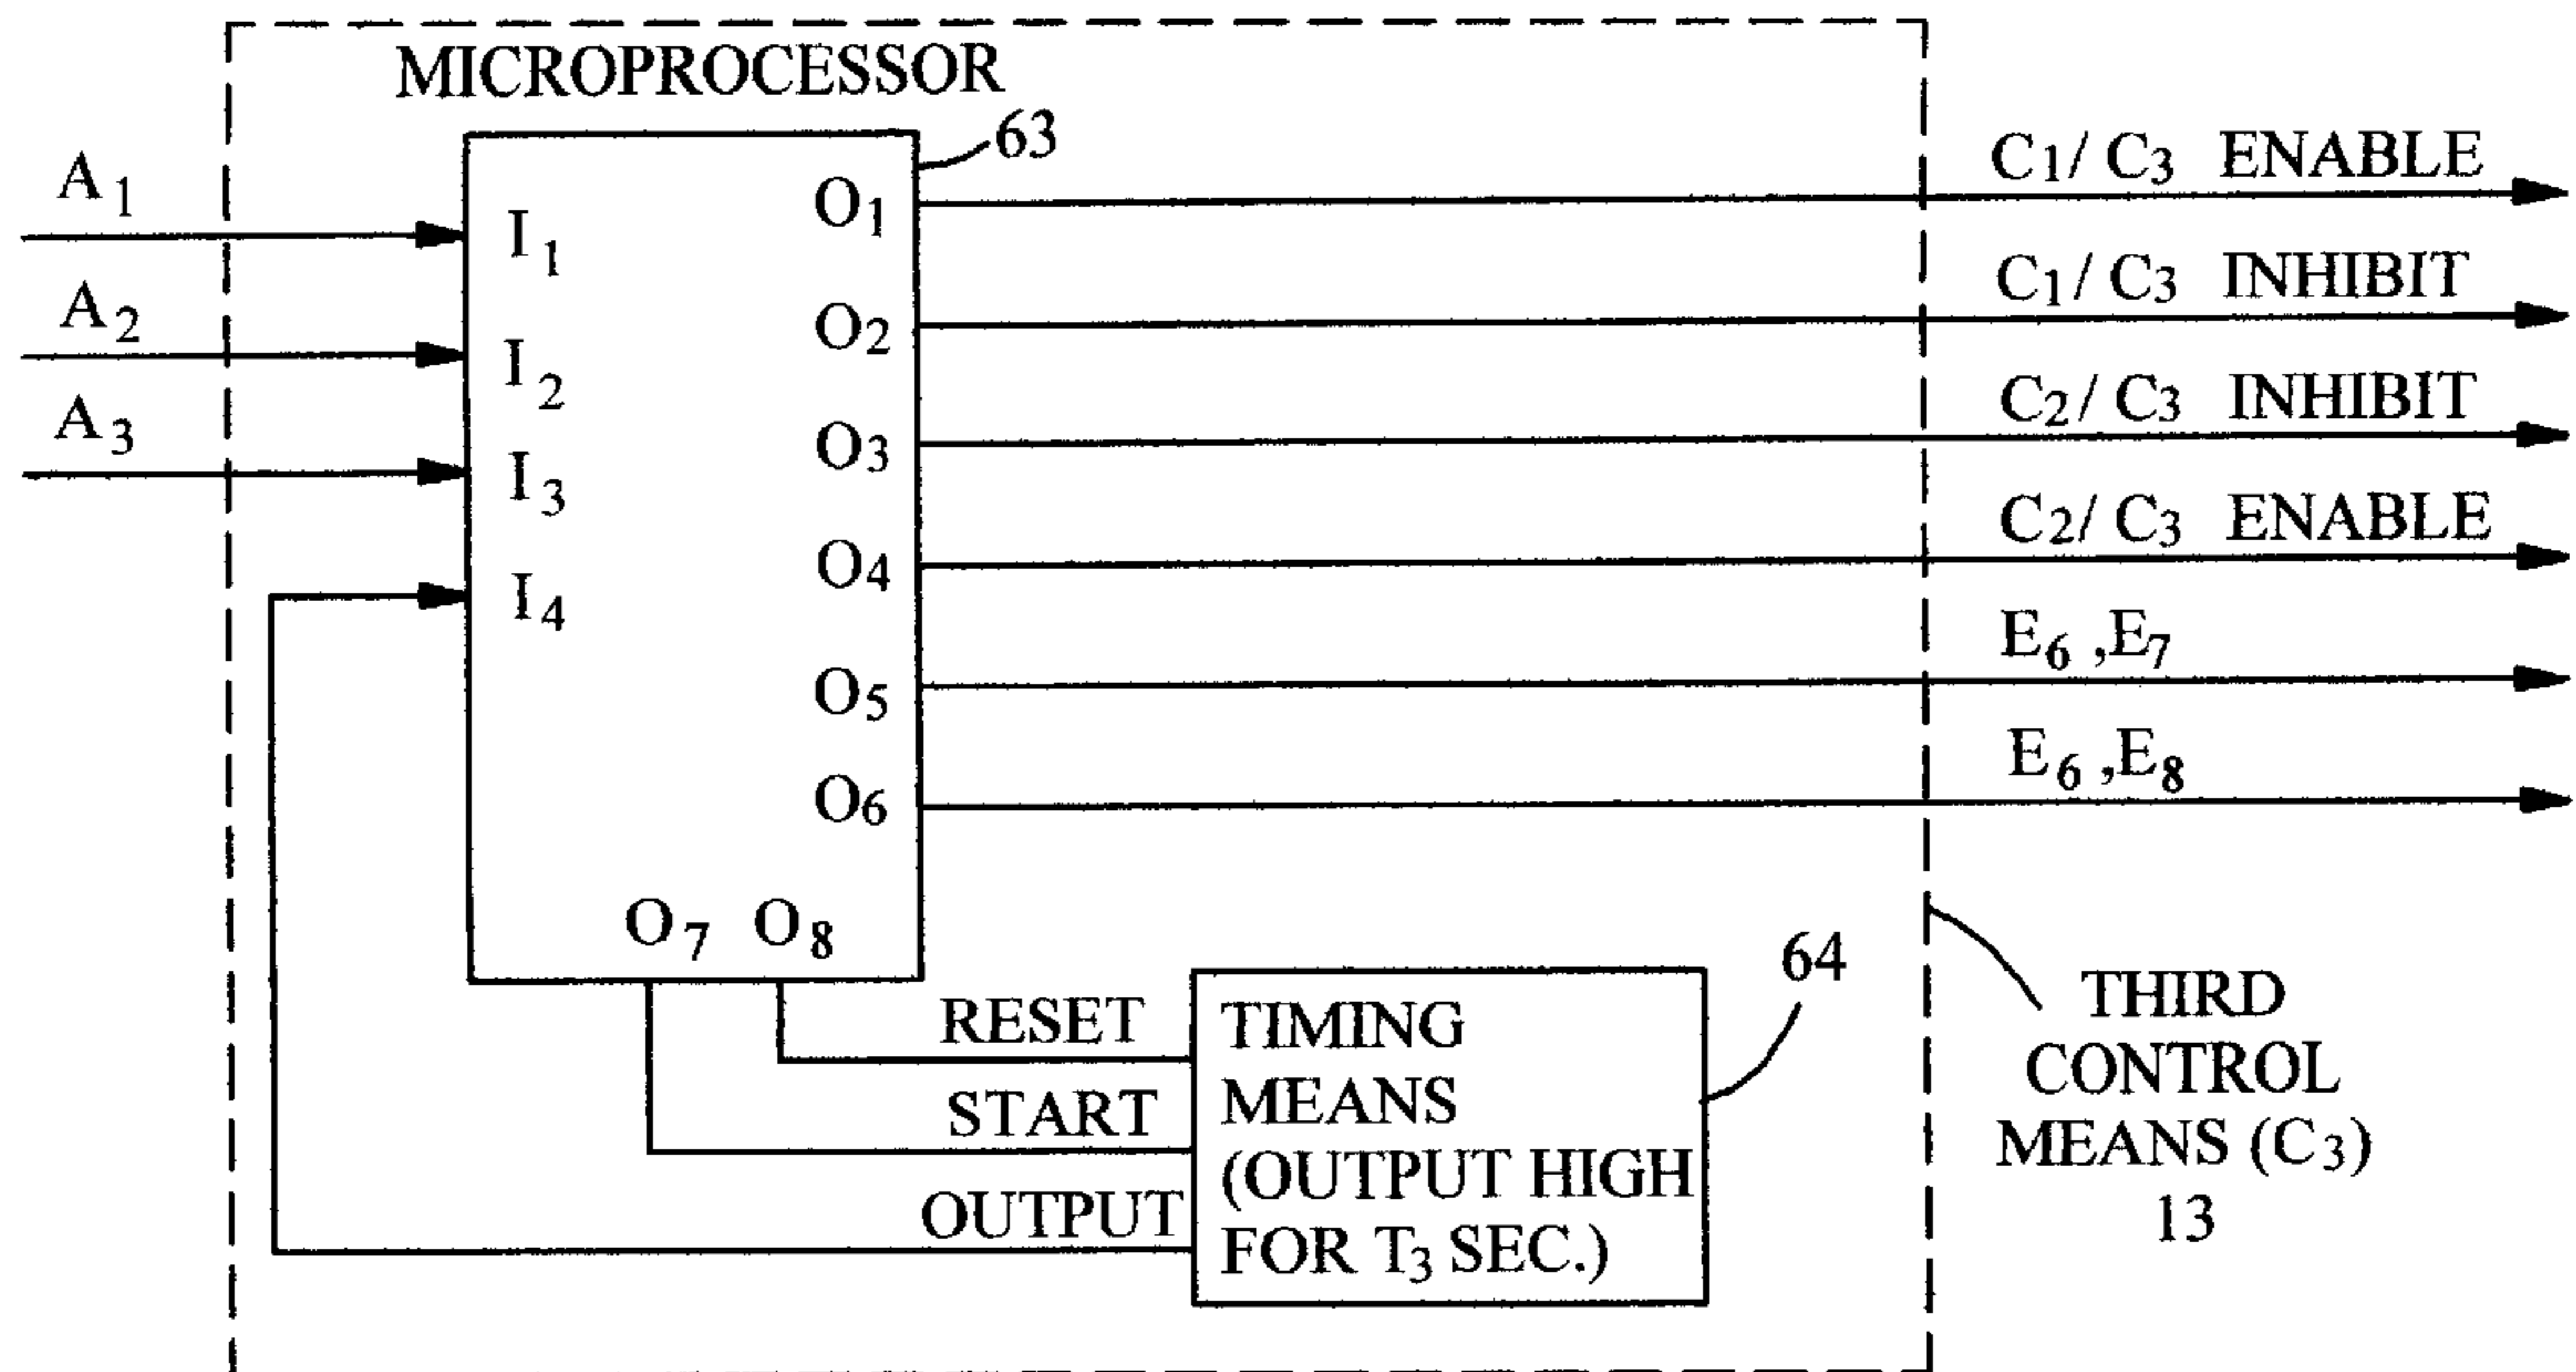 MICROPROCESSOR
63
A1
A2
A3
I1
I2
I3
I4
O1
O2
O3
O4
O5
O6
O7 O8
C1/ C3 ENABLE
C1/ C3 INHIBIT
C2/ C3 INHIBIT
C2/ C3 ENABLE
E6 ,E7
E6 ,E8
RESET
START
OUTPUT
64
TIMING
MEANS
(OUTPUT HIGH
FOR T3 SEC.)
THIRD
CONTROL
MEANS (C3)
13